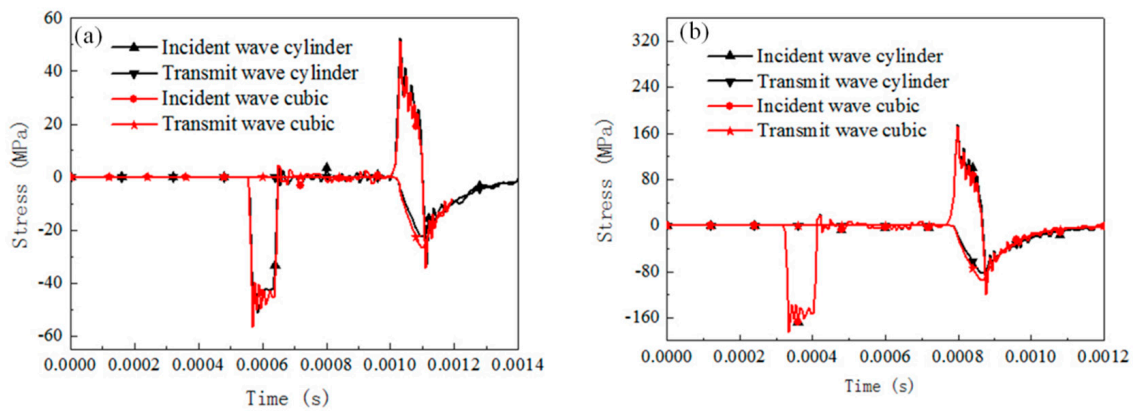 (a)
Incident wave cylinder
Transmit wave cylinder
Incident wave cubic
Transmit wave cubic
Stress (MPa)
60
40
20
0
-20
-40
-60
0.0000 0.0002 0.0004 0.0006 0.0008 0.0010 0.0012 0.0014
Time (s)
(b)
Incident wave cylinder
Transmit wave cylinder
Incident wave cubic
Transmit wave cubic
Stress (MPa)
320
240
160
80
0
-80
-160
0.0000 0.0002 0.0004 0.0006 0.0008 0.0010 0.0012
Time (s)